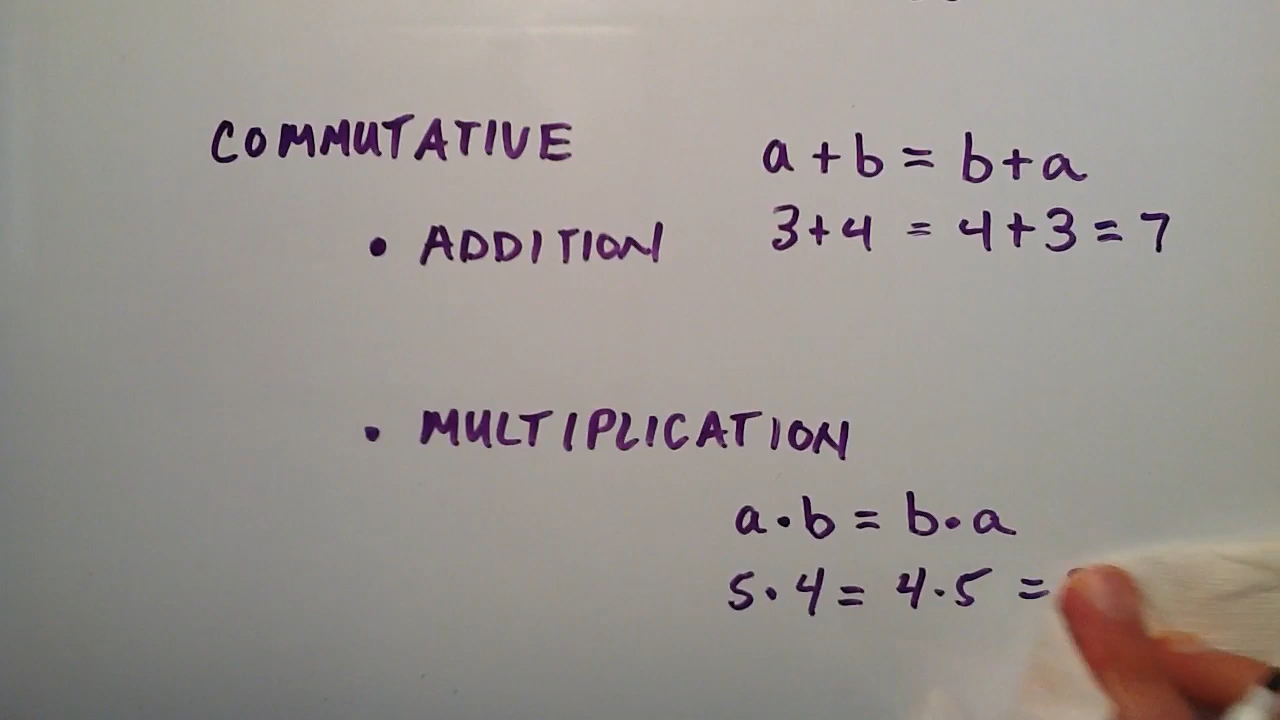 COMMUTATIVE
a + b = b + a
• ADDITION
3 + 4 = 4 + 3 = 7
• MULTIPLICATION
a · b = b · a
5 · 4 = 4 · 5 =